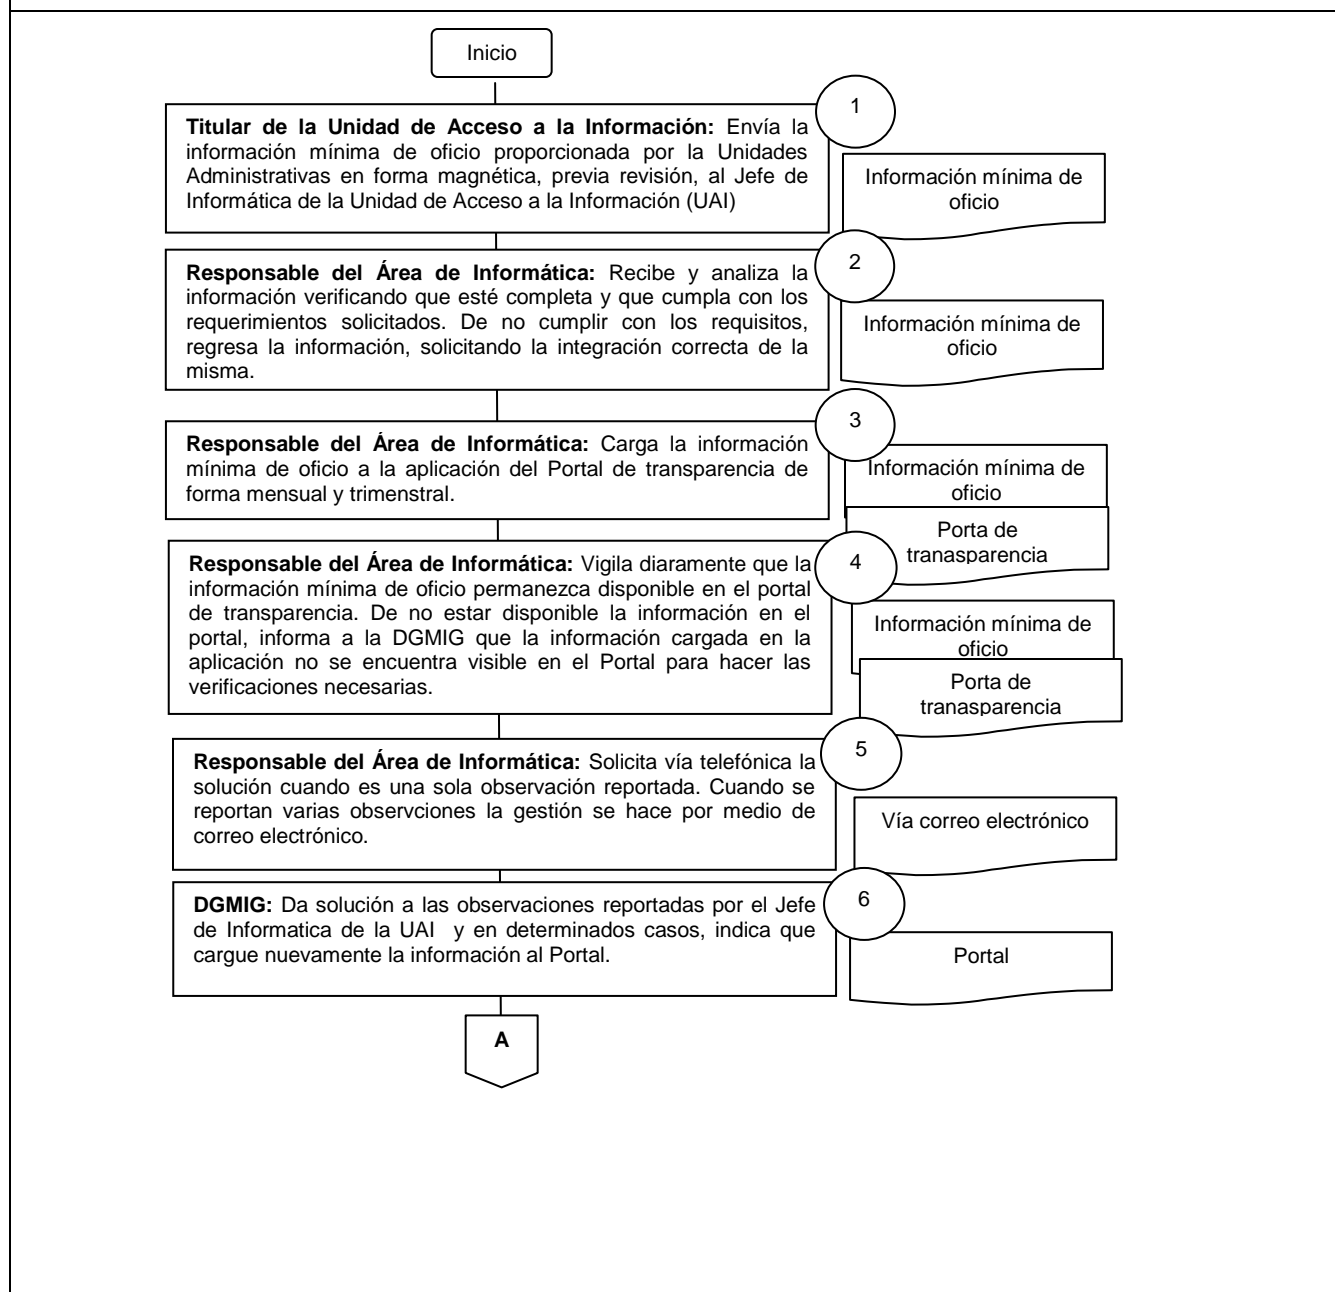 Inicio
1
Titular de la Unidad de Acceso a la Información: Envía la
información mínima de oficio proporcionada por la Unidades
Administrativas en forma magnética, previa revisión, al Jefe de
Informática de la Unidad de Acceso a la Información (UAI)
Información mínima de
oficio
2
Responsable del Área de Informática: Recibe y analiza la
información verificando que esté completa y que cumpla con los
requerimientos solicitados. De no cumplir con los requisitos,
regresa la información, solicitando la integración correcta de la
misma.
Información mínima de
oficio
3
Responsable del Área de Informática: Carga la información
mínima de oficio a la aplicación del Portal de transparencia de
forma mensual y trimenstral.
Información mínima de
oficio
Porta de
tranasparencia
4
Responsable del Área de Informática: Vigila diaramente que la
información mínima de oficio permanezca disponible en el portal
de transparencia. De no estar disponible la información en el
portal, informa a la DGMIG que la información cargada en la
aplicación no se encuentra visible en el Portal para hacer las
verificaciones necesarias.
Información mínima de
oficio
Porta de
tranasparencia
5
Responsable del Área de Informática: Solicita vía telefónica la
solución cuando es una sola observación reportada. Cuando se
reportan varias observciones la gestión se hace por medio de
correo electrónico.
Vía correo electrónico
6
DGMIG: Da solución a las observaciones reportadas por el Jefe
de Informatica de la UAI y en determinados casos, indica que
cargue nuevamente la información al Portal.
Portal
A